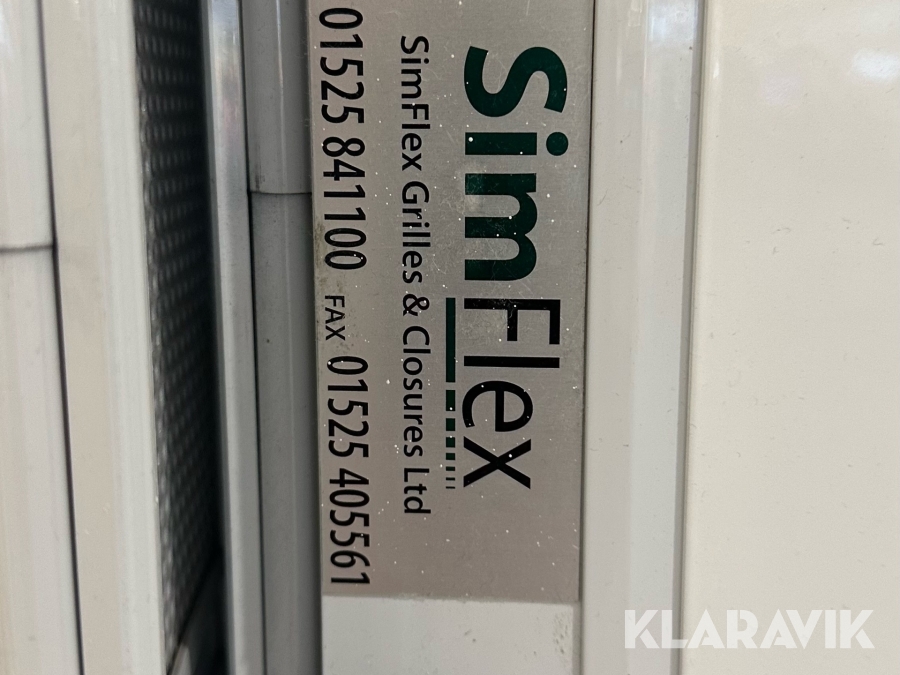 SimFlex
SimFlex Grilles & Closures Ltd
01525 841100 FAX 01525 405561
KLARAVIK